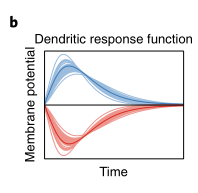 b
Dendritic response function
Membrane potential
Time